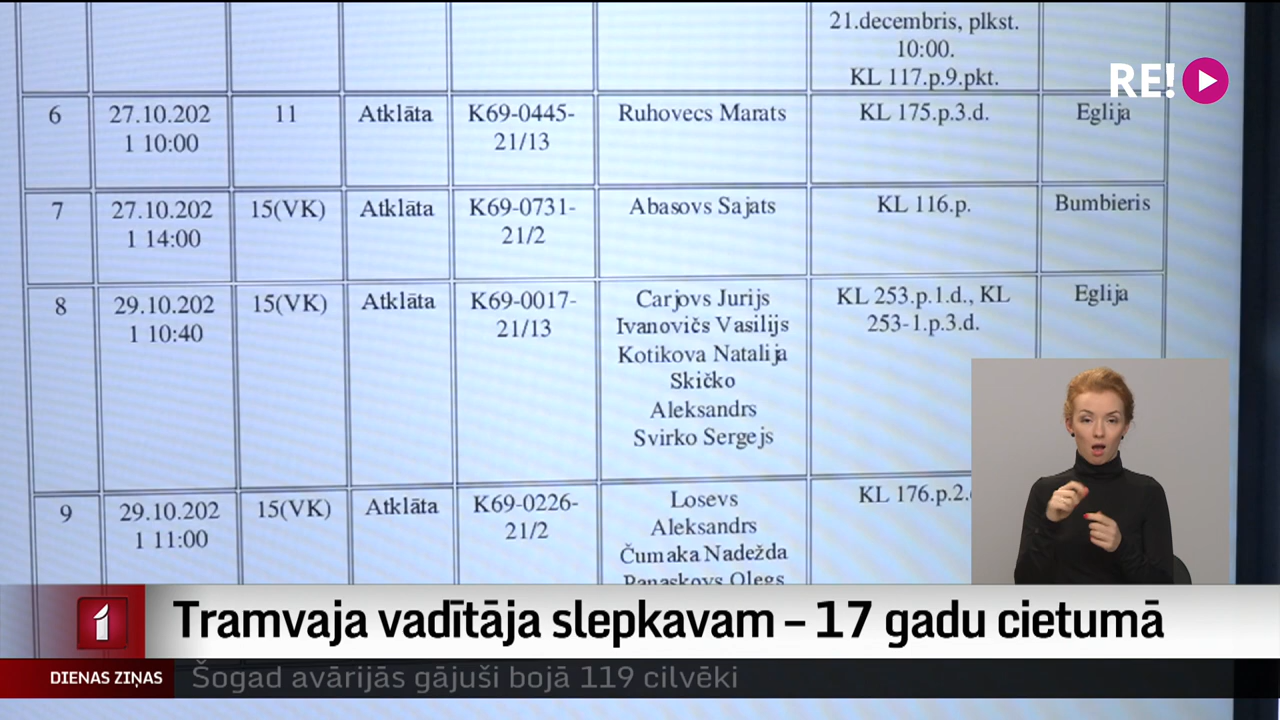 21.decembris, plkst.
10:00.
KL 117.p.9.pkt.
RE!
6 27.10.202 11 Atklāta K69-0445- Ruhovecs Marats KL 175.p.3.d. Eglija
1 10:00 21/13
7 27.10.202 15(VK) Atklāta K69-0731- Abasovs Sajats KL 116.p. Bumbieris
1 14:00 21/2
8 29.10.202 15(VK) Atklāta K69-0017- Carjovs Jurijs KL 253.p.1.d., KL Eglija
1 10:40 21/13 Ivanovičs Vasilijs 253-1.p.3.d.
Kotikova Natalija
Skičko
Aleksandrs
Svirko Sergejs
9 29.10.202 15(VK) Atklāta K69-0226- Losevs KL 176.p.2.
1 11:00 21/2 Aleksandrs
Čumaka Nadežda
Panaskovs Olegs
1 Tramvaja vadītāja slepkavam – 17 gadu cietumā
DIENAS ZIŅAS Šogad avārijās gājuši bojā 119 cilvēki